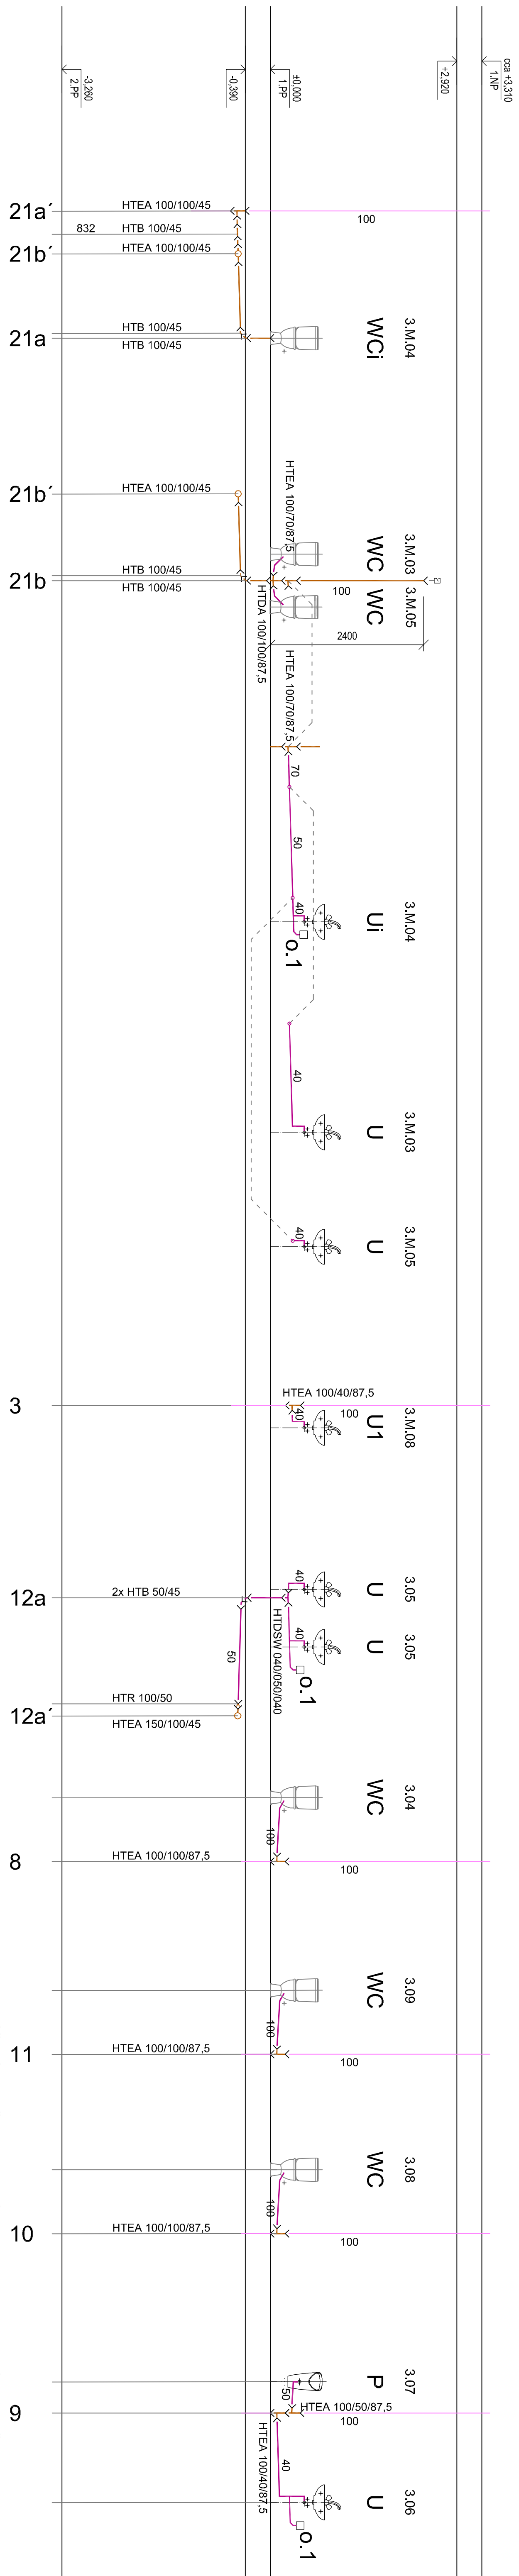 cca +3,310
1.NP
+2,920
±0,000
1.PP
-0,390
-3,260
2.PP
21a´
HTEA 100/100/45
100
832
HTB 100/45
21b´
HTEA 100/100/45
HTB 100/45
21a
HTB 100/45
WCi
3.M.04
21b´
HTEA 100/100/45
HTEA 100/70/87,5
WC
3.M.03
HTB 100/45
21b
HTB 100/45
100
WC
3.M.05
HTDA 100/100/87,5
2400
HTEA 100/70/87,5
70
50
40
Ui
3.M.04
o.1
40
U
3.M.03
40
U
3.M.05
HTEA 100/40/87,5
3
100
40
U1
3.M.08
40
U
3.05
12a
2x HTB 50/45
HTDSW 040/050/040
40
U
3.05
50
o.1
HTR 100/50
12a´
HTEA 150/100/45
WC
3.04
100
8
HTEA 100/100/87,5
100
WC
3.09
100
11
HTEA 100/100/87,5
100
WC
3.08
100
10
HTEA 100/100/87,5
100
P
3.07
50
HTEA 100/50/87,5
9
100
HTEA 100/40/87,5
40
U
3.06
o.1